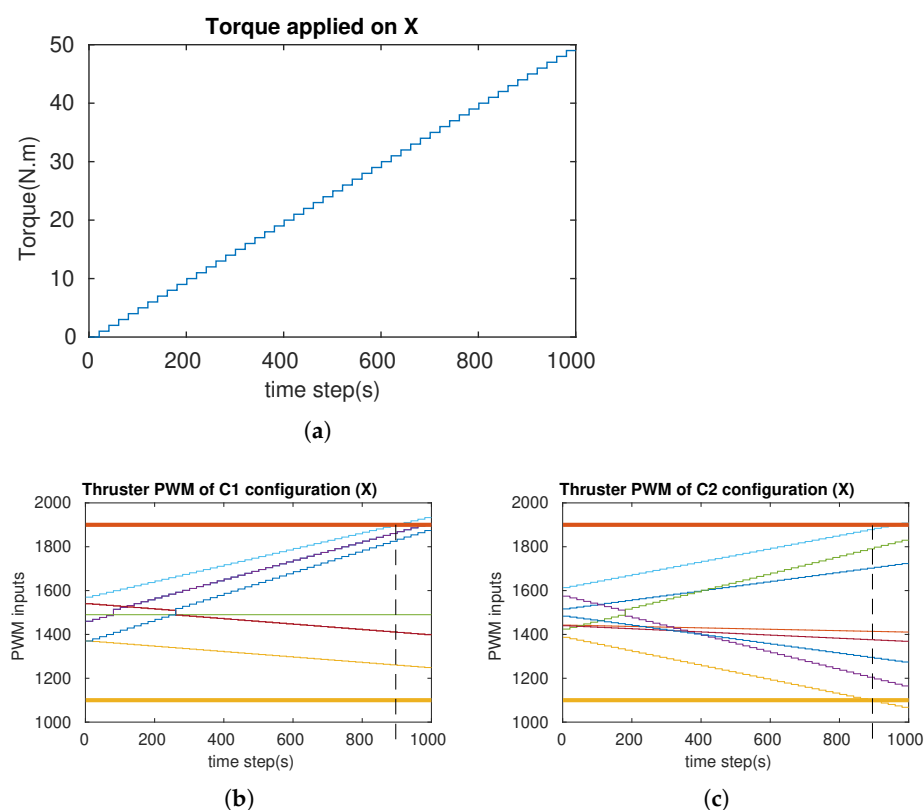 Torque applied on X
Torque(N.m)
50
40
30
20
10
0
0 200 400 600 800 1000
time step(s)
(a)
Thruster PWM of C1 configuration (X)
PWM inputs
2000
1800
1600
1400
1200
1000
0 200 400 600 800 1000
time step(s)
(b)
Thruster PWM of C2 configuration (X)
PWM inputs
2000
1800
1600
1400
1200
1000
0 200 400 600 800 1000
time step(s)
(c)